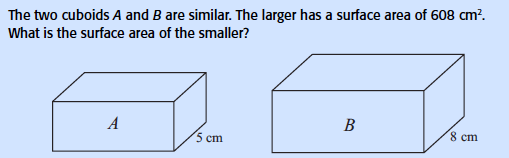 The two cuboids A and B are similar. The larger has a surface area of 608 cm².
What is the surface area of the smaller?
A
5 cm
B
8 cm